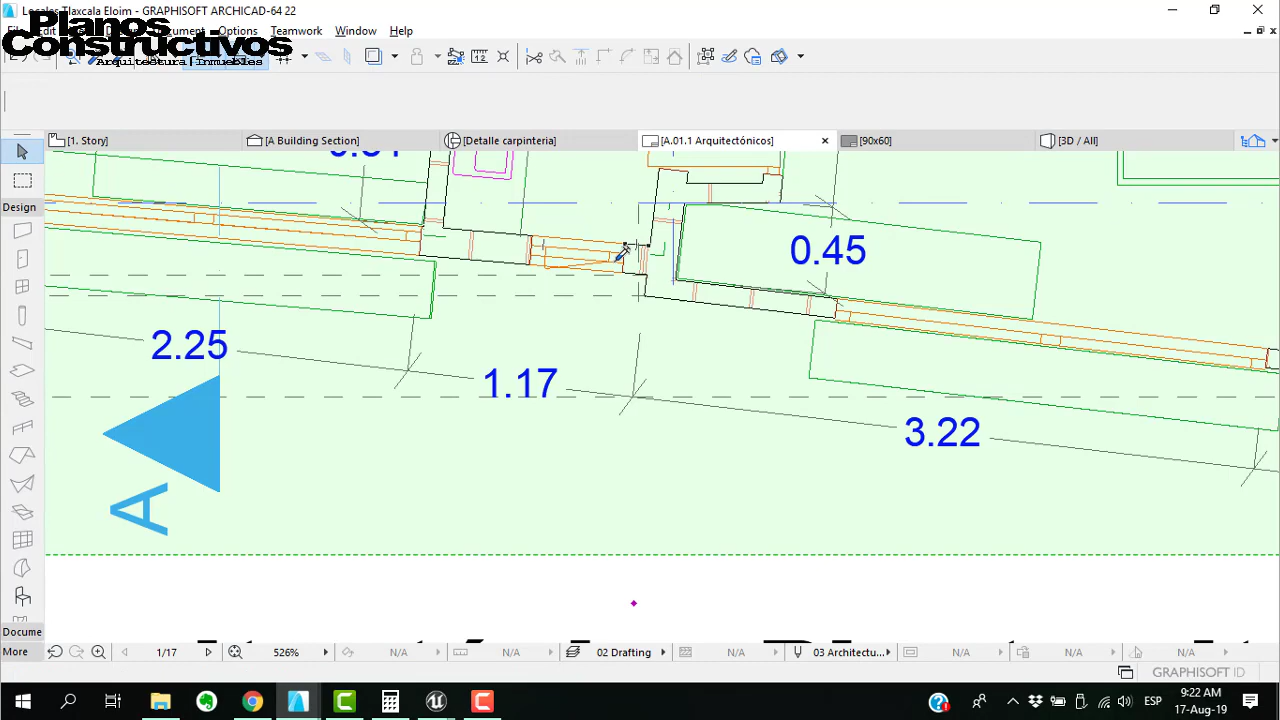 Locales Tlaxcala Eloim - GRAPHISOFT ARCHICAD-64 22
Planos
Constructivos
Arquitectura|Inmuebles
Options Teamwork Window Help
[1. Story] [A Building Section] [Detalle carpinteria] [A.01.1 Arquitectónicos] [90x60] [3D / All]
Design
0.45
2.25
1.17
3.22
A
Docume
More
1/17 526% N/A N/A 02 Drafting N/A 03 Architectu... N/A N/A N/A
GRAPHISOFT ID
ESP 9:22 AM
17-Aug-19